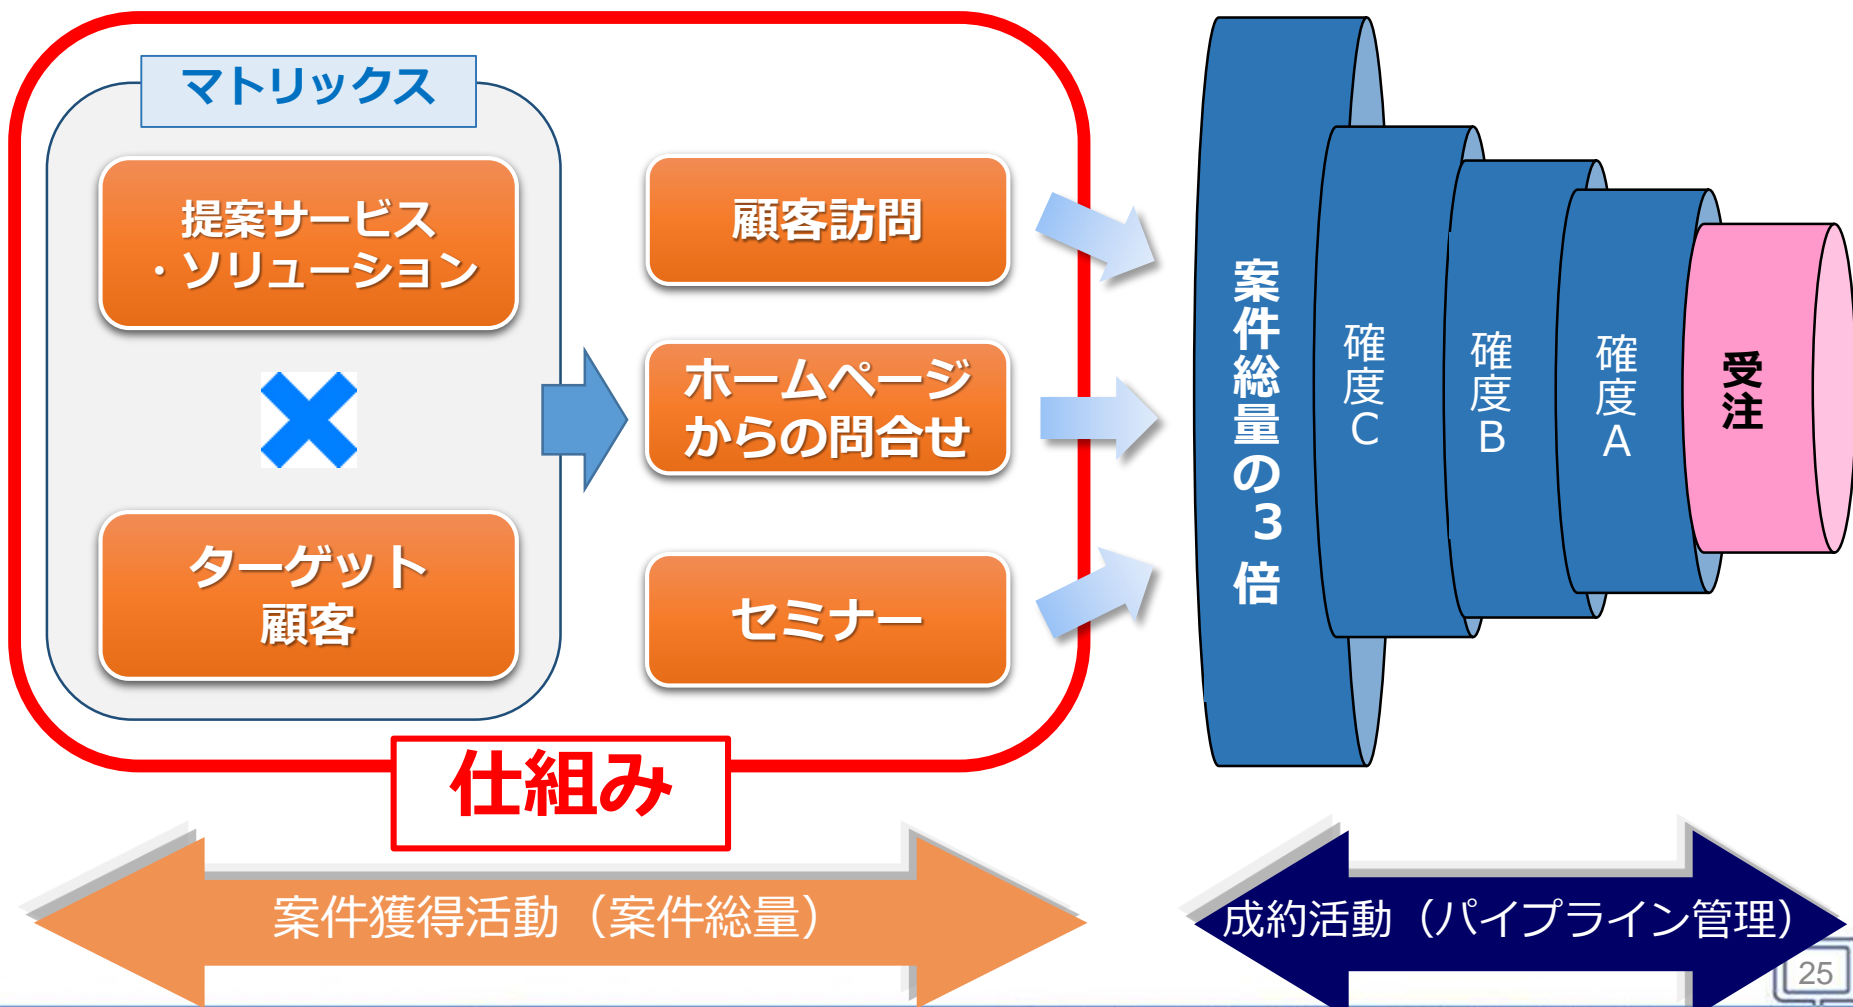 マトリックス
提案サービス
・ソリューション
ターゲット
顧客
顧客訪問
ホームページ
からの問合せ
セミナー
仕組み
案件総量の３倍
確度Ｃ
確度Ｂ
確度Ａ
受注
案件獲得活動（案件総量）
成約活動（パイプライン管理）
25